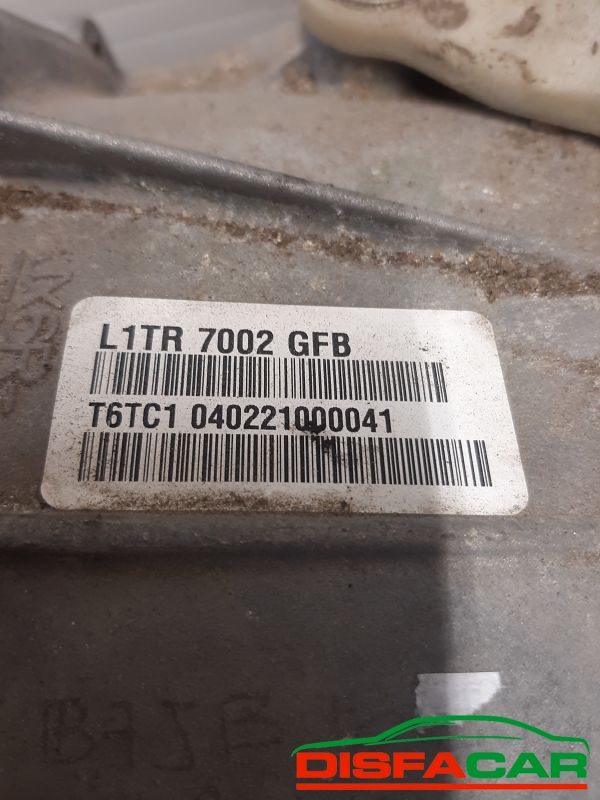 L1TR 7002 GFB
T6TC1 040221000041
DISFACAR